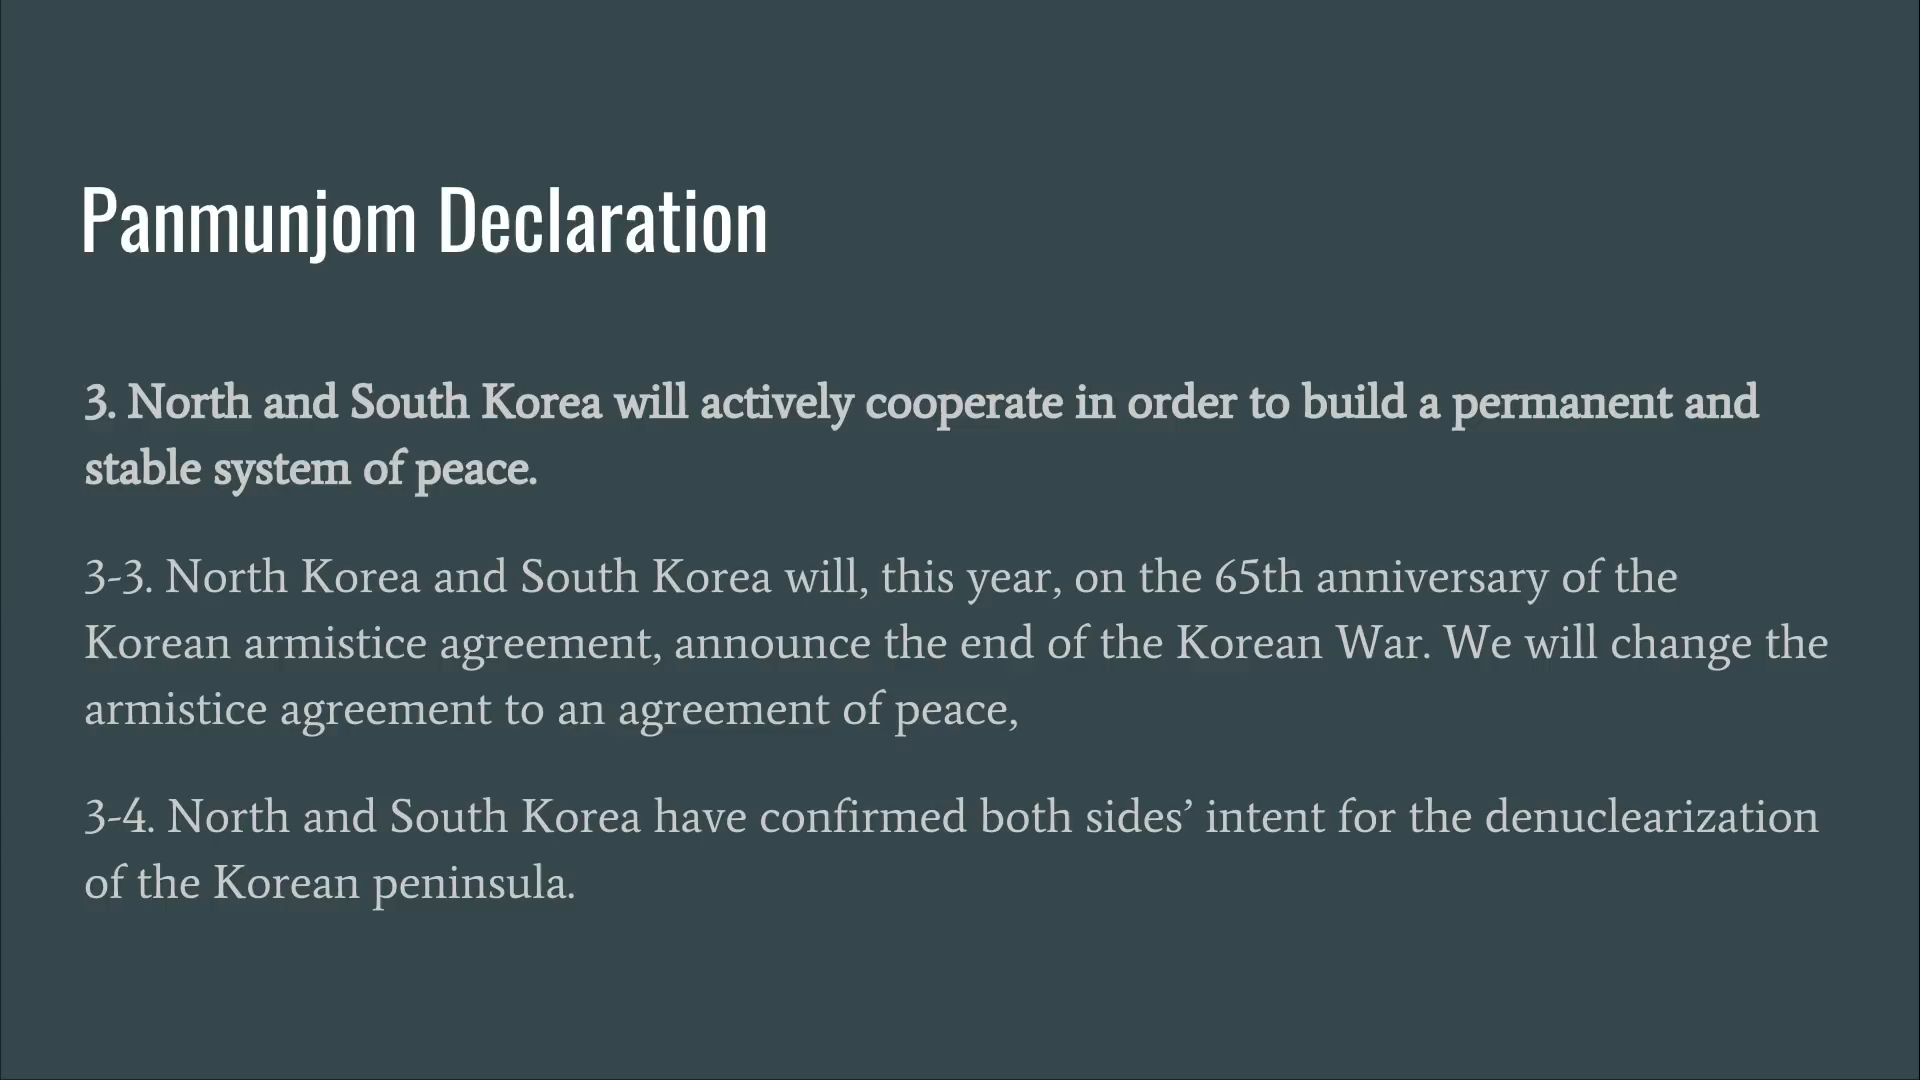 Panmunjom Declaration
3. North and South Korea will actively cooperate in order to build a permanent and
stable system of peace.
3-3. North Korea and South Korea will, this year, on the 65th anniversary of the
Korean armistice agreement, announce the end of the Korean War. We will change the
armistice agreement to an agreement of peace,
3-4. North and South Korea have confirmed both sides’ intent for the denuclearization
of the Korean peninsula.